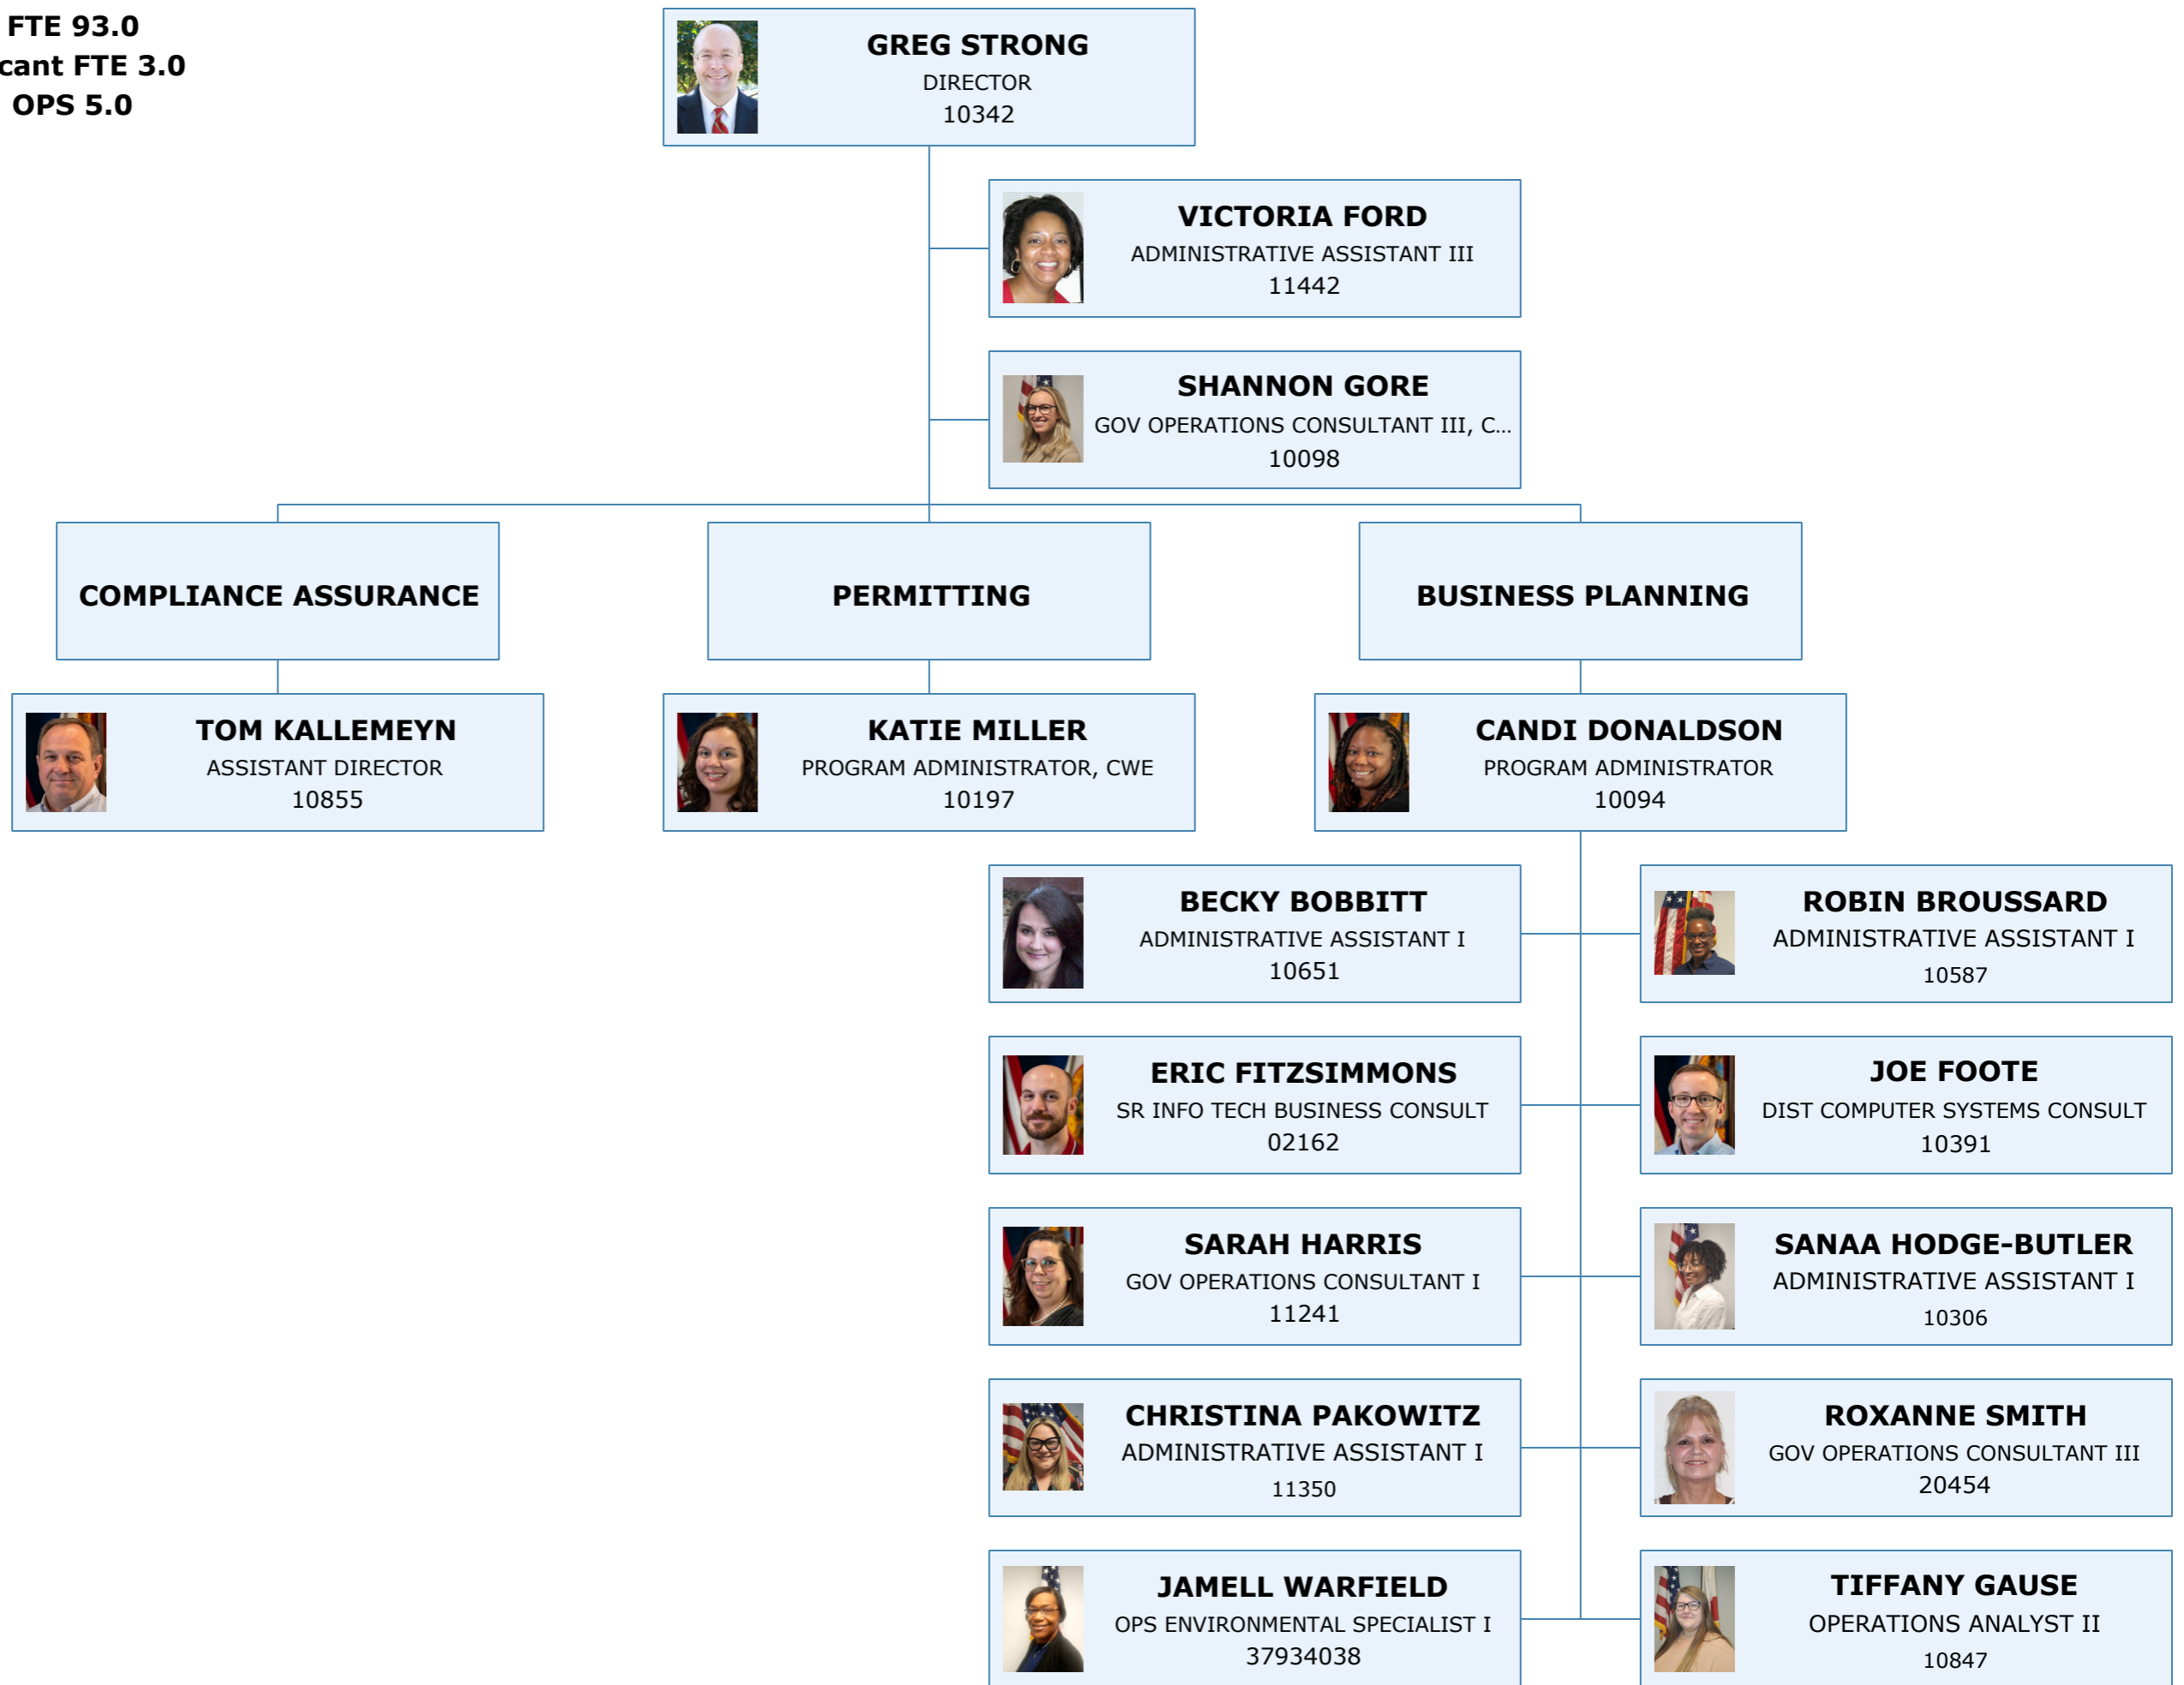 FTE 93.0
cant FTE 3.0
OPS 5.0
GREG STRONG
DIRECTOR
10342
VICTORIA FORD
ADMINISTRATIVE ASSISTANT III
11442
SHANNON GORE
GOV OPERATIONS CONSULTANT III, C...
10098
COMPLIANCE ASSURANCE
PERMITTING
BUSINESS PLANNING
TOM KALLEMEYN
ASSISTANT DIRECTOR
10855
KATIE MILLER
PROGRAM ADMINISTRATOR, CWE
10197
CANDI DONALDSON
PROGRAM ADMINISTRATOR
10094
BECKY BOBBITT
ADMINISTRATIVE ASSISTANT I
10651
ROBIN BROUSSARD
ADMINISTRATIVE ASSISTANT I
10587
ERIC FITZSIMMONS
SR INFO TECH BUSINESS CONSULT
02162
JOE FOOTE
DIST COMPUTER SYSTEMS CONSULT
10391
SARAH HARRIS
GOV OPERATIONS CONSULTANT I
11241
SANAA HODGE-BUTLER
ADMINISTRATIVE ASSISTANT I
10306
CHRISTINA PAKOWITZ
ADMINISTRATIVE ASSISTANT I
11350
ROXANNE SMITH
GOV OPERATIONS CONSULTANT III
20454
JAMELL WARFIELD
OPS ENVIRONMENTAL SPECIALIST I
37934038
TIFFANY GAUSE
OPERATIONS ANALYST II
10847